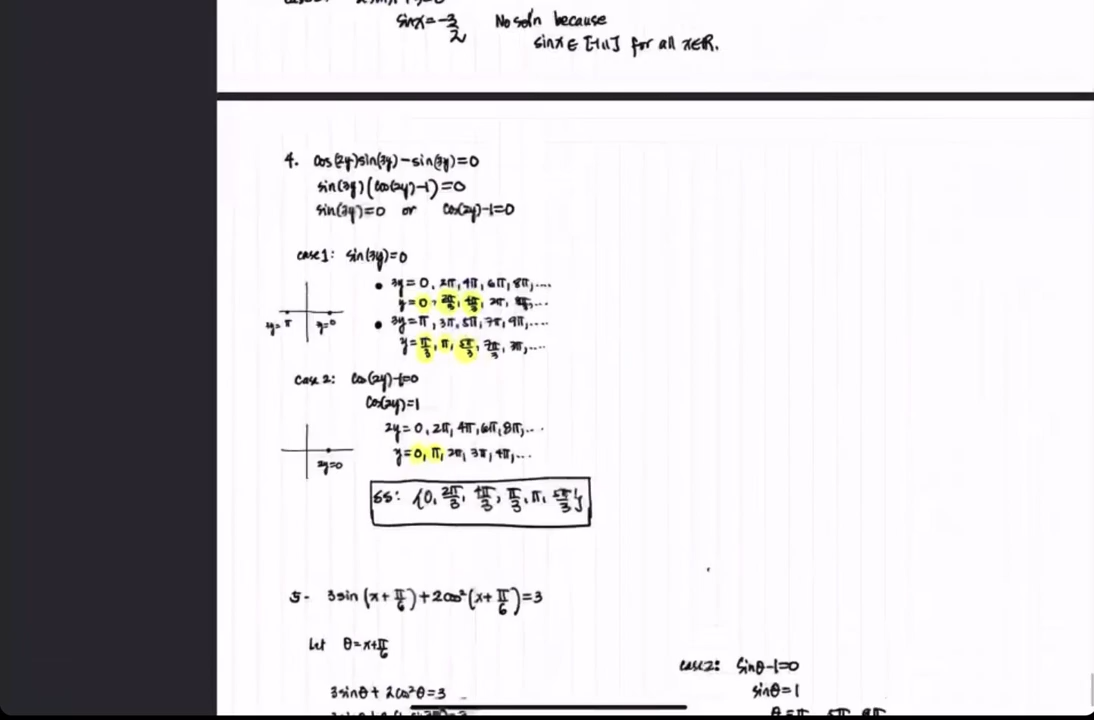 sinx=-3/2 No soln because
sinx∈[-1,1] for all x∈R.
4. cos(2y)sin(3y)-sin(3y)=0
sin(3y)(cos(2y)-1)=0
sin(3y)=0 or cos(2y)-1=0
case 1: sin(3y)=0
• 3y=0, 2π, 4π, 6π, 8π,....
y=0, 2π/3, 4π/3, 2π, 8π/3,...
• 3y=π, 3π, 5π, 7π, 9π,....
3y=π 3y=0
y=π/3, π, 5π/3, 7π/3, 3π,....
case 2: cos(2y)-1=0
cos(2y)=1
2y=0, 2π, 4π, 6π, 8π,...
y=0, π, 2π, 3π, 4π,...
2y=0
SS: {0, 2π/3, 4π/3, π/3, π, 5π/3}
5. 3sin(x+π/6)+2cos²(x+π/6)=3
Let θ=x+π/6
case 2: sinθ-1=0
3sinθ+2cos²θ=3
sinθ=1